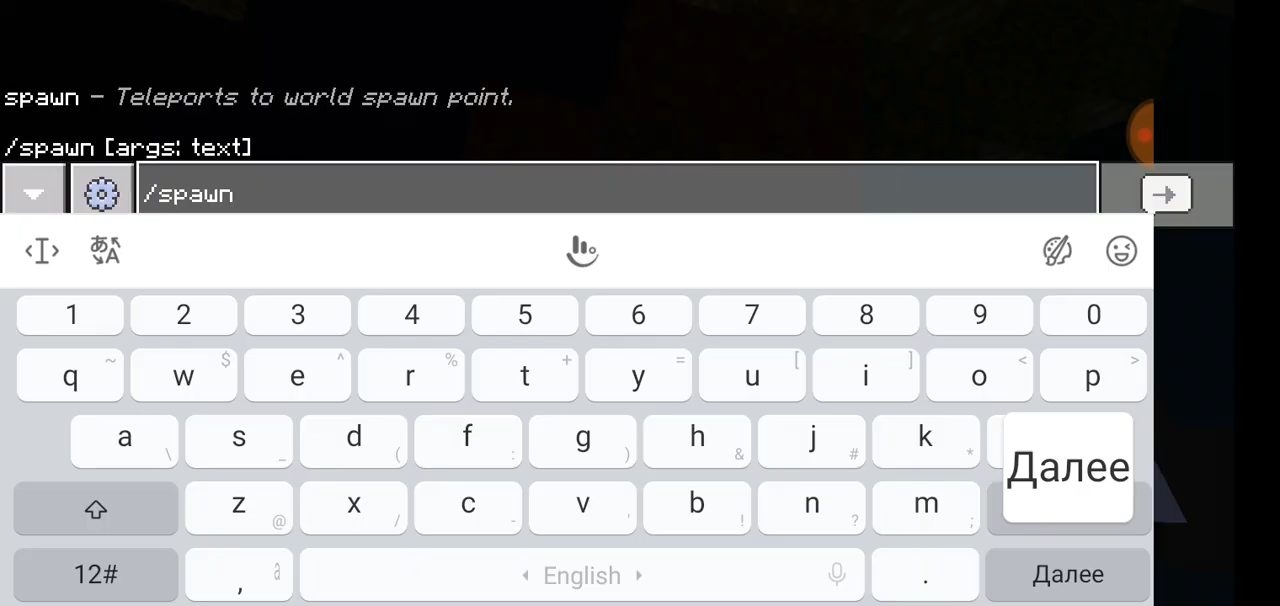 spawn - Teleports to world spawn point.
/spawn [args: text]
/spawn
1 2 3 4 5 6 7 8 9 0
q ~ w $ e ^ r % t + y = u [ i ] o < p >
a \ s _ d ( f : g ) h & j # k *
Далее
z @ x / c - v ' b ! n ? m ;
12# , English . Далее